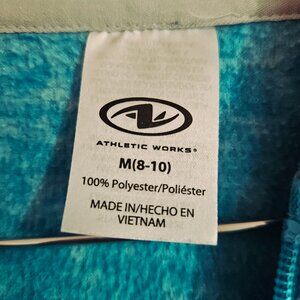 ATHLETIC WORKS®
M(8-10)
100% Polyester/Poliéster
MADE IN/HECHO EN
VIETNAM